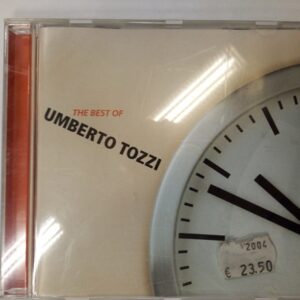 THE BEST OF
UMBERTO TOZZI
2004
€ 23.50